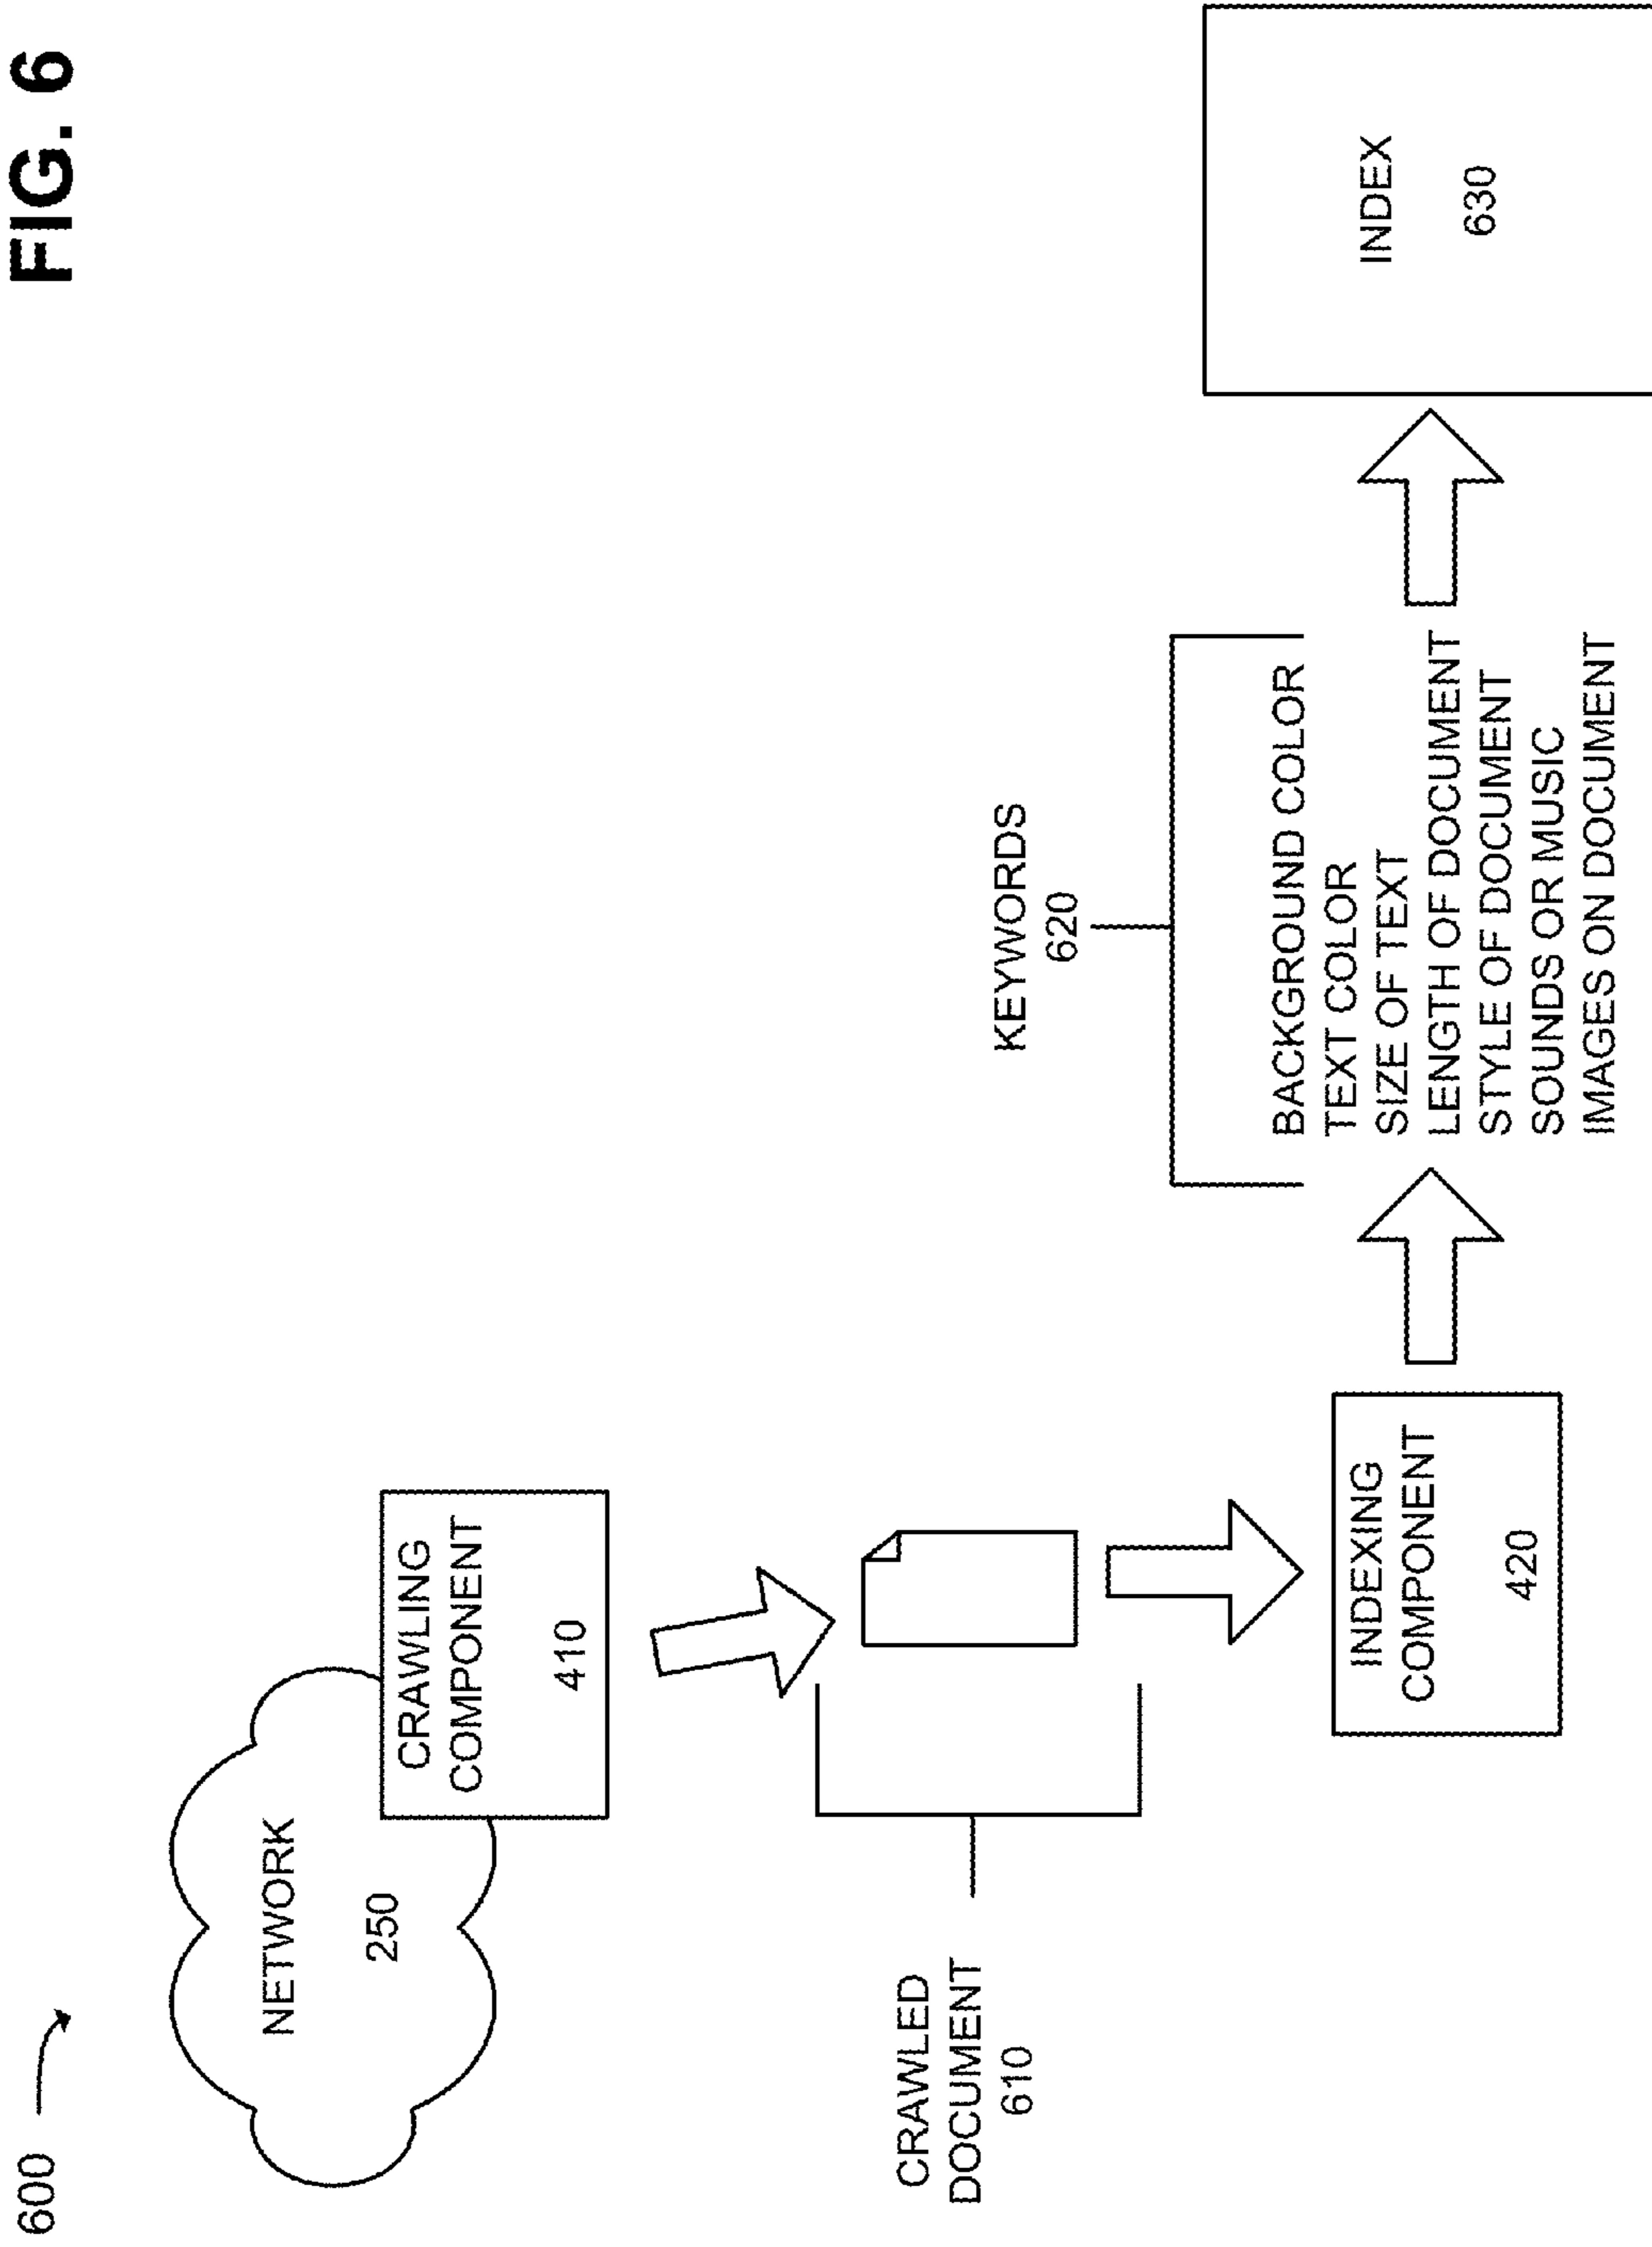 FIG. 6
600
NETWORK
250
CRAWLING
COMPONENT
410
CRAWLED
DOCUMENT
610
INDEXING
COMPONENT
420
KEYWORDS
620
BACKGROUND COLOR
TEXT COLOR
SIZE OF TEXT
LENGTH OF DOCUMENT
STYLE OF DOCUMENT
SOUNDS OR MUSIC
IMAGES ON DOCUMENT
INDEX
630